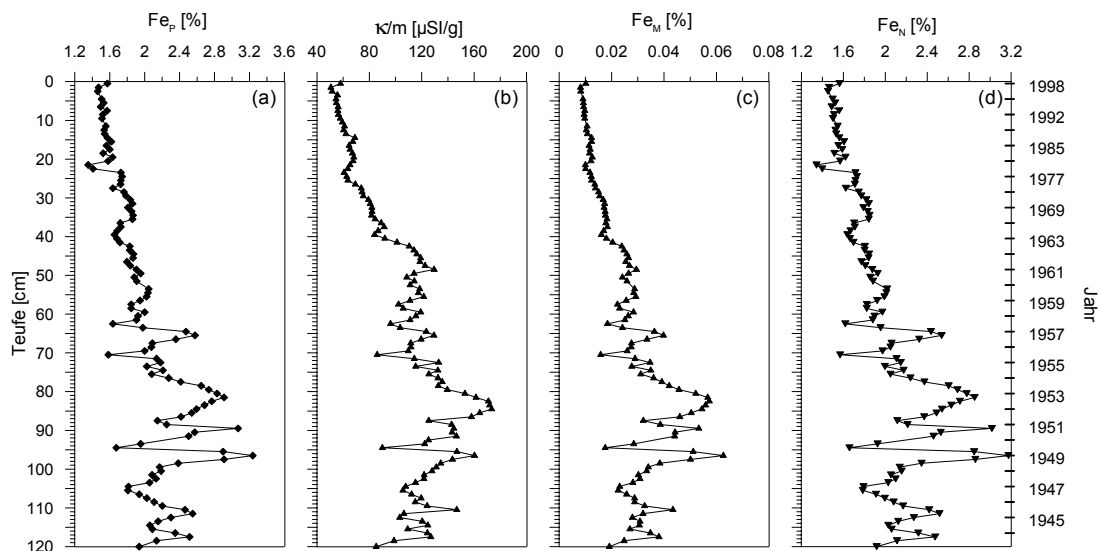 Fe_P [%]
κ/m [μSI/g]
Fe_M [%]
Fe_N [%]
1.2 1.6 2 2.4 2.8 3.2 3.6
40 80 120 160 200
0 0.02 0.04 0.06 0.08
1.2 1.6 2 2.4 2.8 3.2
(a)
(b)
(c)
(d)
0
10
20
30
40
50
60
70
80
90
100
110
120
Teufe [cm]
1998
1992
1985
1977
1969
1963
1961
1959
1957
1955
1953
1951
1949
1947
1945
Jahr